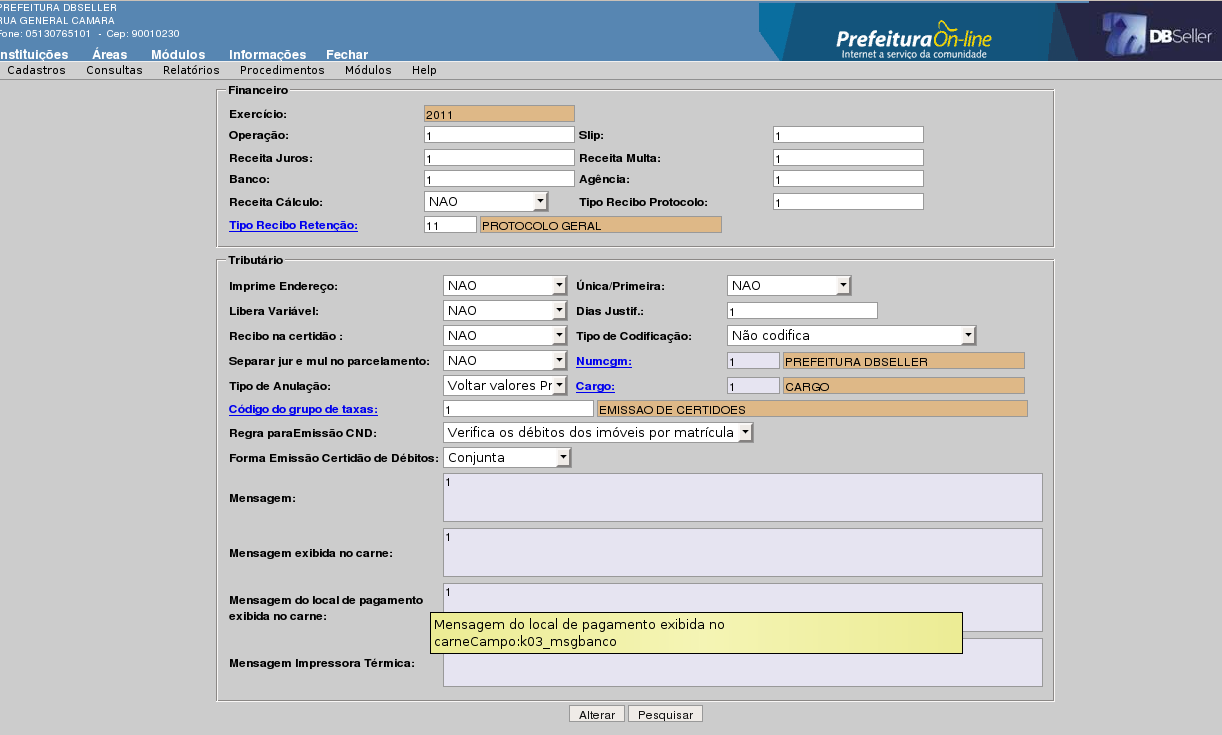 PREFEITURA DBSELLER
RUA GENERAL CAMARA
Fone: 05130765101 - Cep: 90010230
PrefeituraOn-line
Internet a serviço da comunidade
DBSeller
nstituições Áreas Módulos Informações Fechar
Cadastros Consultas Relatórios Procedimentos Módulos Help
Financeiro
Exercício: 2011
Operação: 1 Slip: 1
Receita Juros: 1 Receita Multa: 1
Banco: 1 Agência: 1
Receita Cálculo: NAO Tipo Recibo Protocolo: 1
Tipo Recibo Retenção: 11 PROTOCOLO GERAL
Tributário
Imprime Endereço: NAO Única/Primeira: NAO
Libera Variável: NAO Dias Justif.: 1
Recibo na certidão : NAO Tipo de Codificação: Não codifica
Separar jur e mul no parcelamento: NAO Numcgm: 1 PREFEITURA DBSELLER
Tipo de Anulação: Voltar valores Pr Cargo: 1 CARGO
Código do grupo de taxas: 1 EMISSAO DE CERTIDOES
Regra paraEmissão CND: Verifica os débitos dos imóveis por matrícula
Forma Emissão Certidão de Débitos: Conjunta
Mensagem: 1
Mensagem exibida no carne: 1
Mensagem do local de pagamento
exibida no carne: 1
Mensagem do local de pagamento exibida no
carneCampo:k03_msgbanco
Mensagem Impressora Térmica:
Alterar Pesquisar